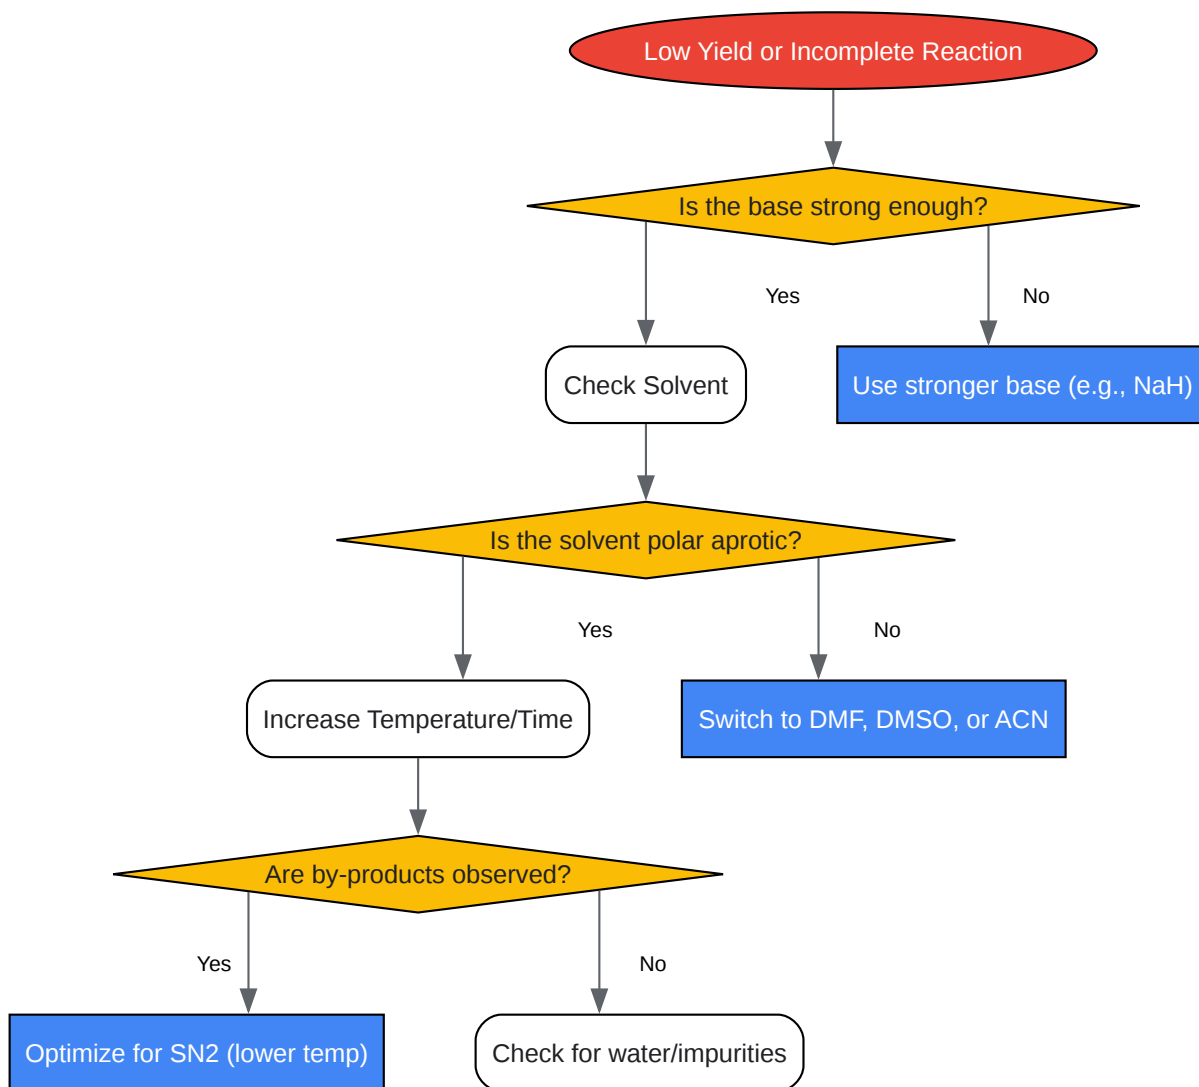 Low Yield or Incomplete Reaction
Is the base strong enough?
Yes
No
Check Solvent
Use stronger base (e.g., NaH)
Is the solvent polar aprotic?
Yes
No
Increase Temperature/Time
Switch to DMF, DMSO, or ACN
Are by-products observed?
Yes
No
Optimize for SN2 (lower temp)
Check for water/impurities